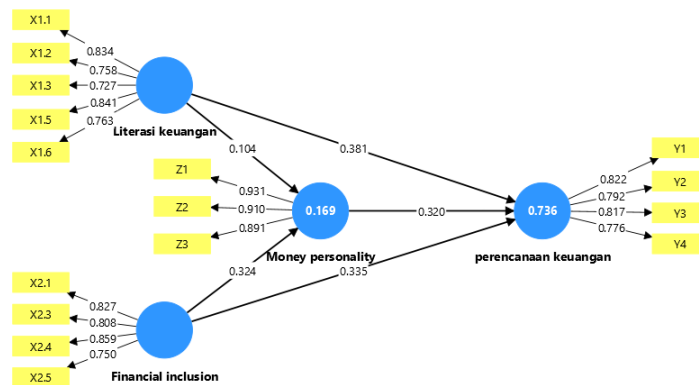 X1.1
0.834
X1.2
0.758
X1.3
0.727
X1.5
0.841
X1.6
0.763
Literasi keuangan
0.104
0.381
Z1
0.931
Z2
0.910
Z3
0.891
0.169
Money personality
0.320
0.736
perencanaan keuangan
Y1
0.822
Y2
0.792
Y3
0.817
Y4
0.776
0.324
0.335
X2.1
0.827
X2.3
0.808
X2.4
0.859
X2.5
0.750
Financial inclusion